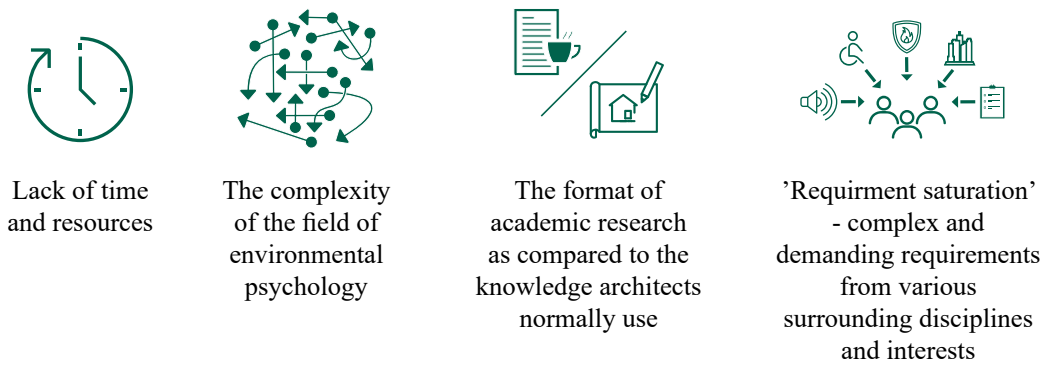 Lack of time
and resources
The complexity
of the field of
environmental
psychology
The format of
academic research
as compared to the
knowledge architects
normally use
’Requirment saturation’
- complex and
demanding requirements
from various
surrounding disciplines
and interests